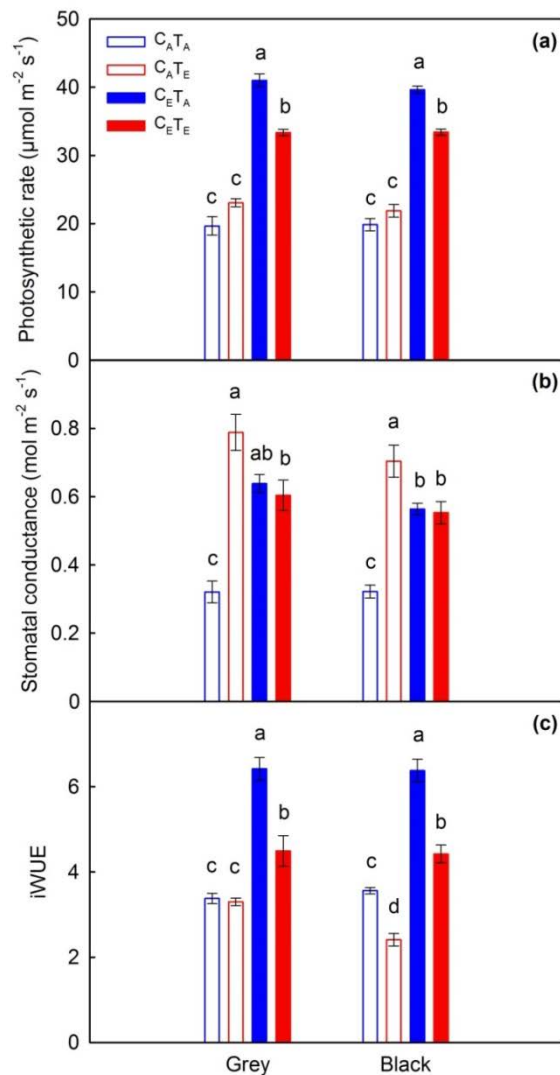 50
40
30
20
10
0
Photosynthetic rate (µmol m⁻² s⁻¹)
C_AT_A
C_AT_E
C_ET_A
C_ET_E
(a)
c c a b
c c a b
0.8
0.6
0.4
0.2
0
Stomatal conductance (mol m⁻² s⁻¹)
(b)
c a ab b
c a b b
6
4
2
0
iWUE
(c)
c c a b
c d a b
Grey Black